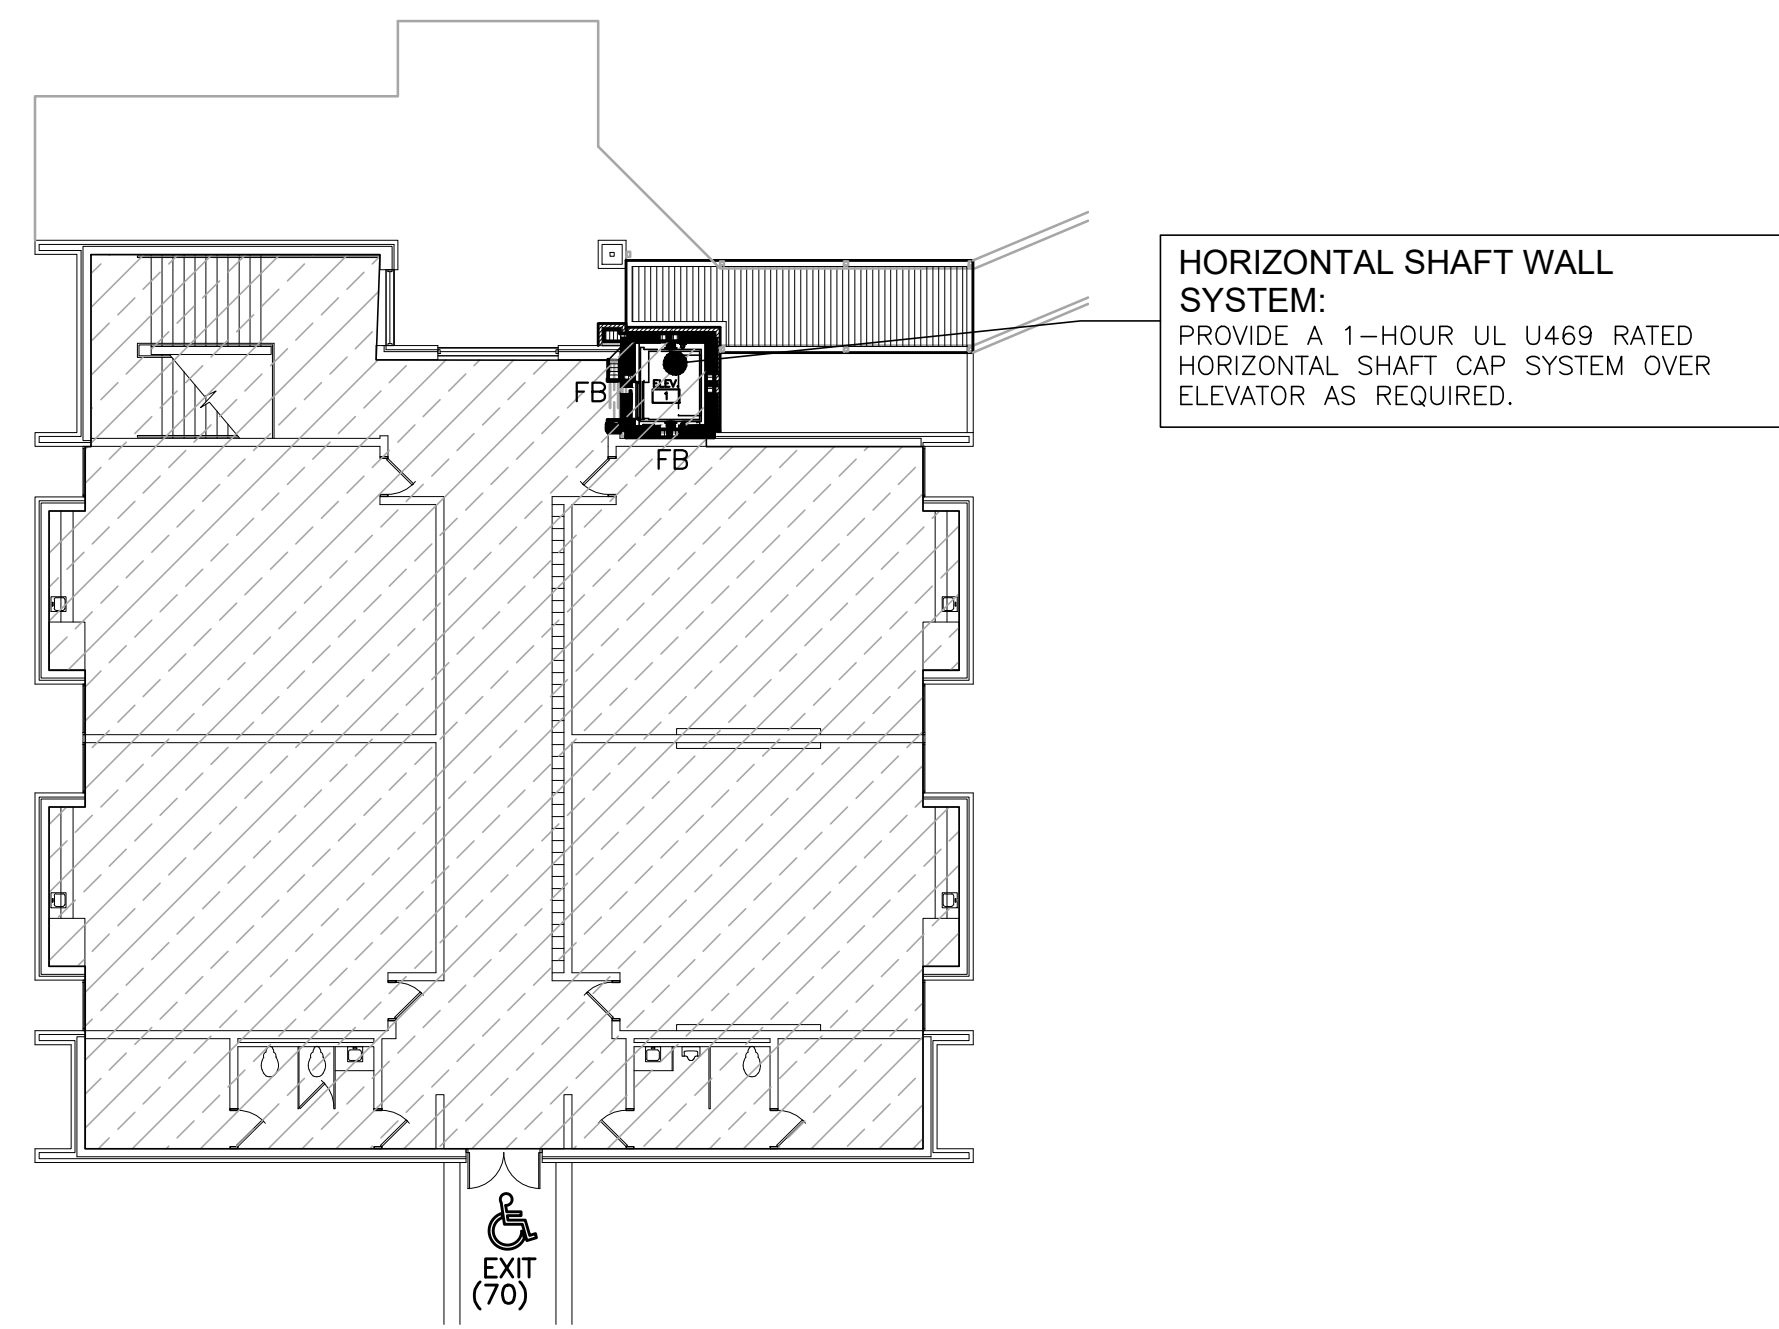 HORIZONTAL SHAFT WALL
SYSTEM:
PROVIDE A 1-HOUR UL U469 RATED
HORIZONTAL SHAFT CAP SYSTEM OVER
ELEVATOR AS REQUIRED.
FB
ELEV.
1
FB
EXIT
(70)